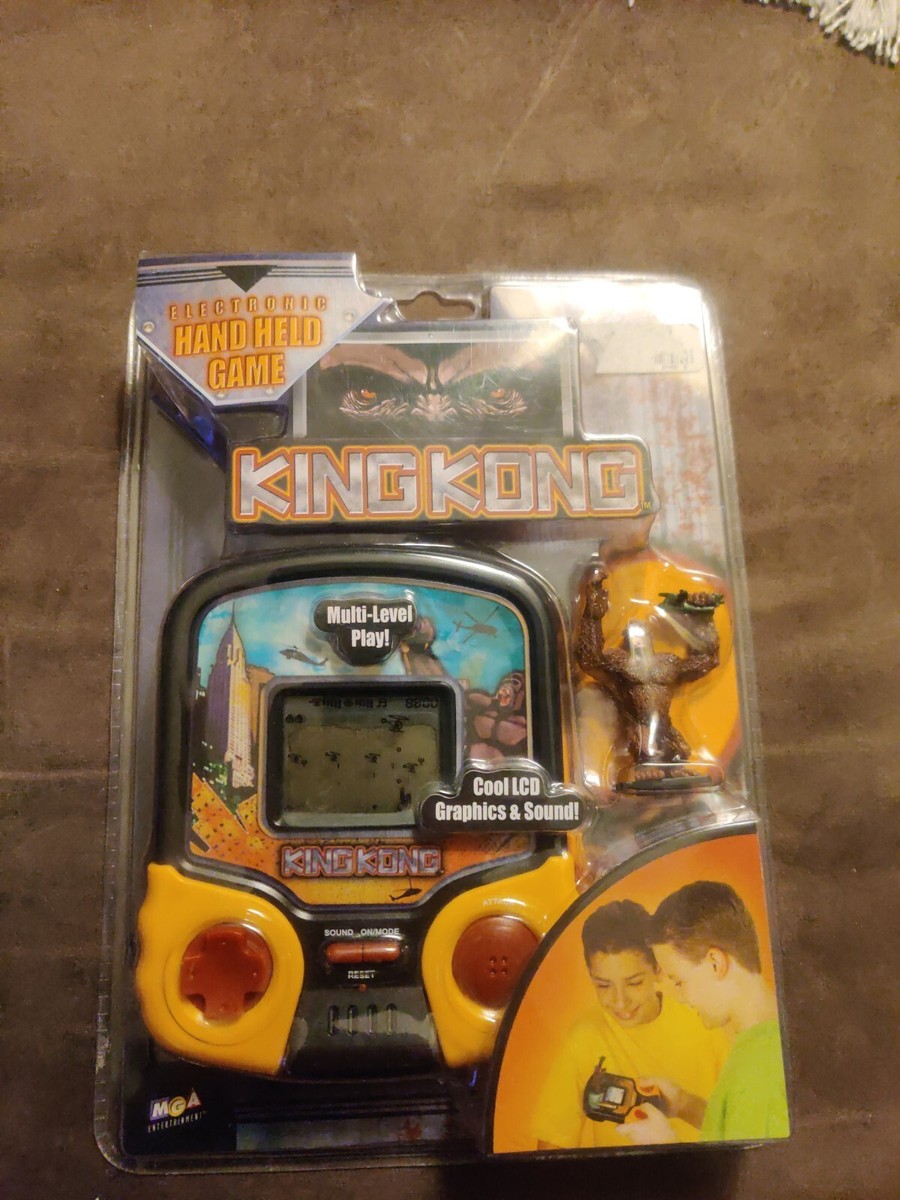 ELECTRONIC
HAND HELD
GAME
KING KONG™
Multi-Level
Play!
Cool LCD
Graphics & Sound!
KING KONG
SOUND ON/MODE
RESET
MGA
ENTERTAINMENT